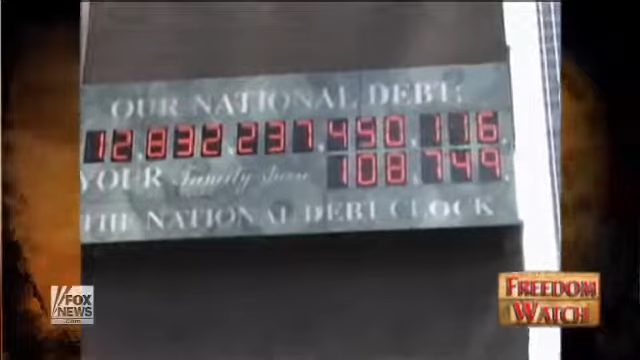 OUR NATIONAL DEBT:
12,832,237,450,116.
YOUR Family share 108,749.
THE NATIONAL DEBT CLOCK
FOX
NEWS
.com
FREEDOM
WATCH